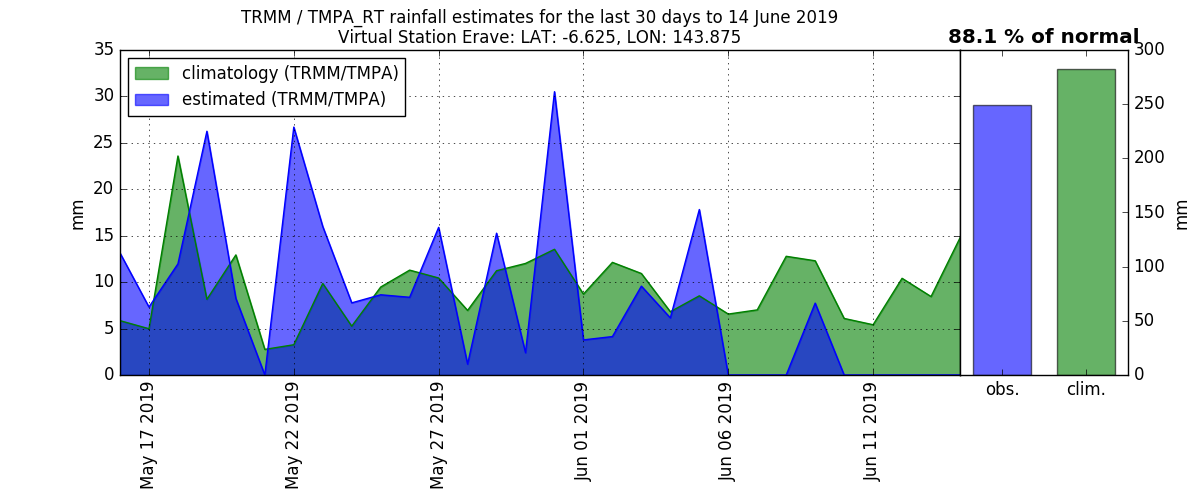 TRMM / TMPA_RT rainfall estimates for the last 30 days to 14 June 2019
Virtual Station Erave: LAT: -6.625, LON: 143.875
88.1 % of normal
climatology (TRMM/TMPA)
estimated (TRMM/TMPA)
35
30
25
20
15
10
5
0
mm
May 17 2019
May 22 2019
May 27 2019
Jun 01 2019
Jun 06 2019
Jun 11 2019
300
250
200
150
100
50
0
mm
obs.
clim.